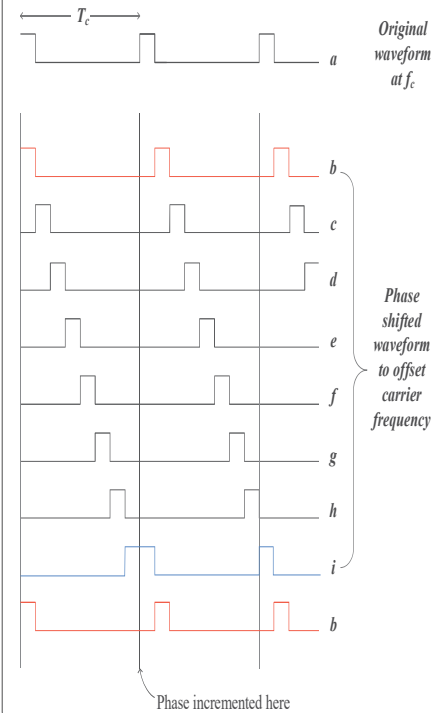 T_c
Original
waveform
at f_c
a
b
c
d
e
f
g
h
i
b
Phase
shifted
waveform
to offset
carrier
frequency
Phase incremented here